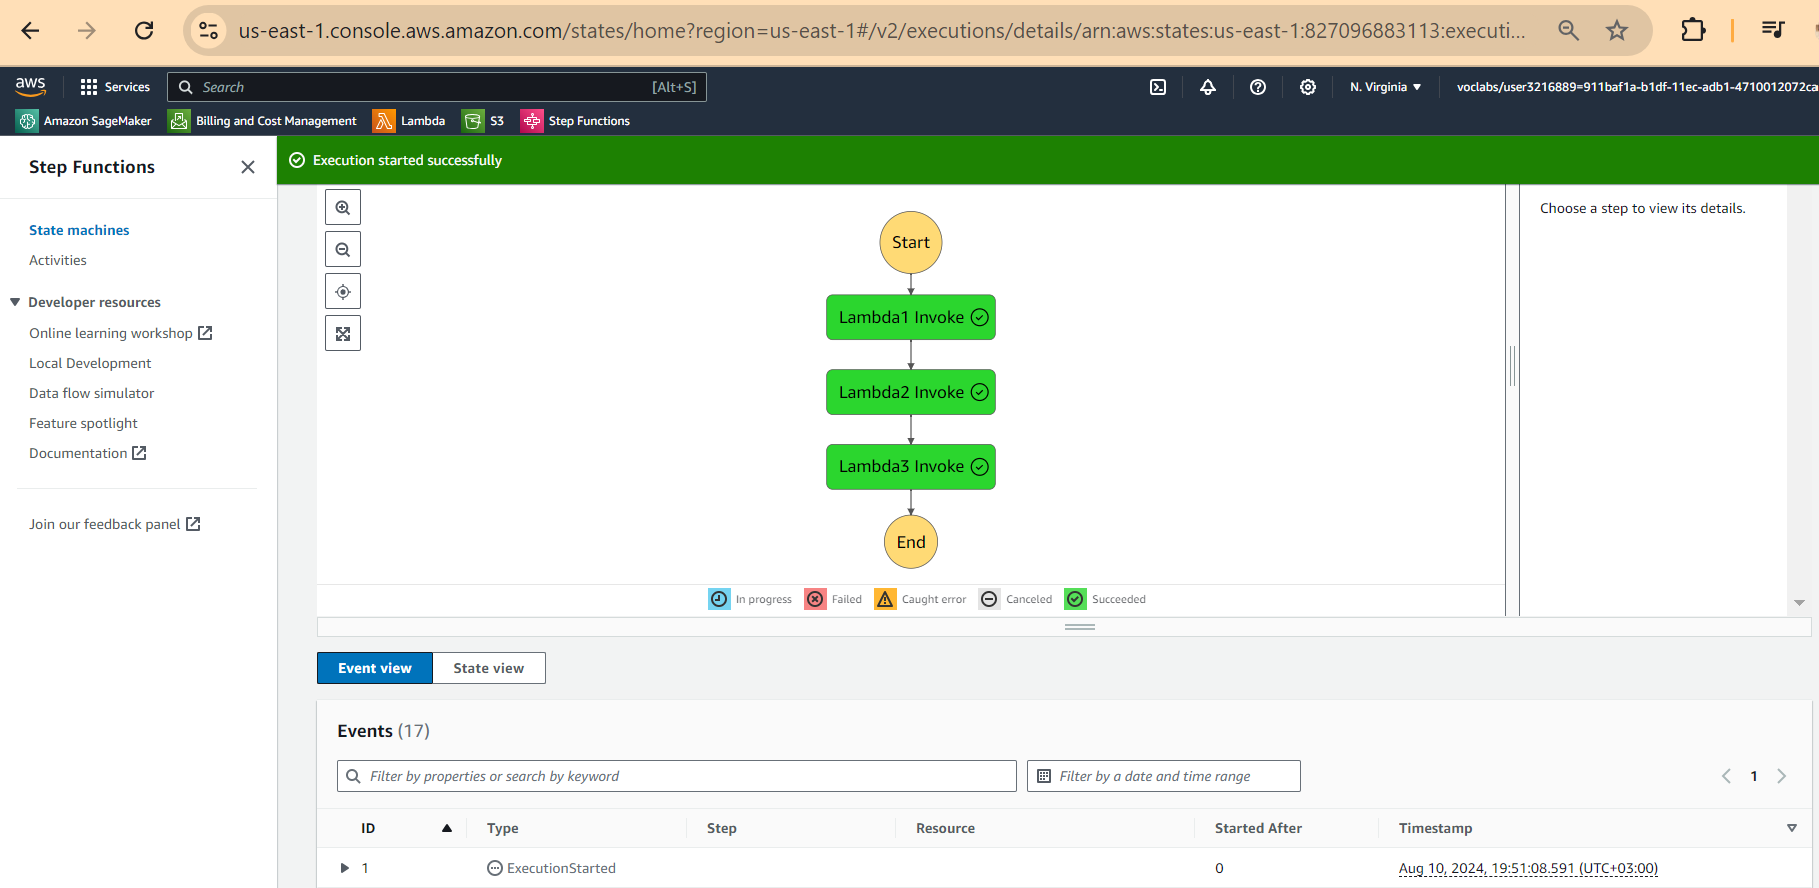 us-east-1.console.aws.amazon.com/states/home?region=us-east-1#/v2/executions/details/arn:aws:states:us-east-1:827096883113:executi...
aws
Services
Search
[Alt+S]
N. Virginia
voclabs/user3216889=911baf1a-b1df-11ec-adb1-4710012072ca
Amazon SageMaker
Billing and Cost Management
Lambda
S3
Step Functions
Step Functions
State machines
Activities
Developer resources
Online learning workshop
Local Development
Data flow simulator
Feature spotlight
Documentation
Join our feedback panel
Execution started successfully
Start
Lambda1 Invoke
Lambda2 Invoke
Lambda3 Invoke
End
In progress
Failed
Caught error
Canceled
Succeeded
Choose a step to view its details.
Event view
State view
Events (17)
Filter by properties or search by keyword
Filter by a date and time range
1
ID
Type
Step
Resource
Started After
Timestamp
1
ExecutionStarted
0
Aug 10, 2024, 19:51:08.591 (UTC+03:00)